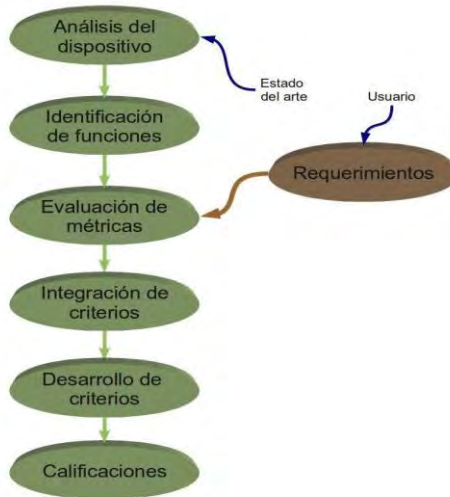 Análisis del
dispositivo
Estado
del arte
Usuario
Identificación
de funciones
Requerimientos
Evaluación de
métricas
Integración de
criterios
Desarrollo de
criterios
Calificaciones